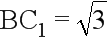 BC₁ = √3